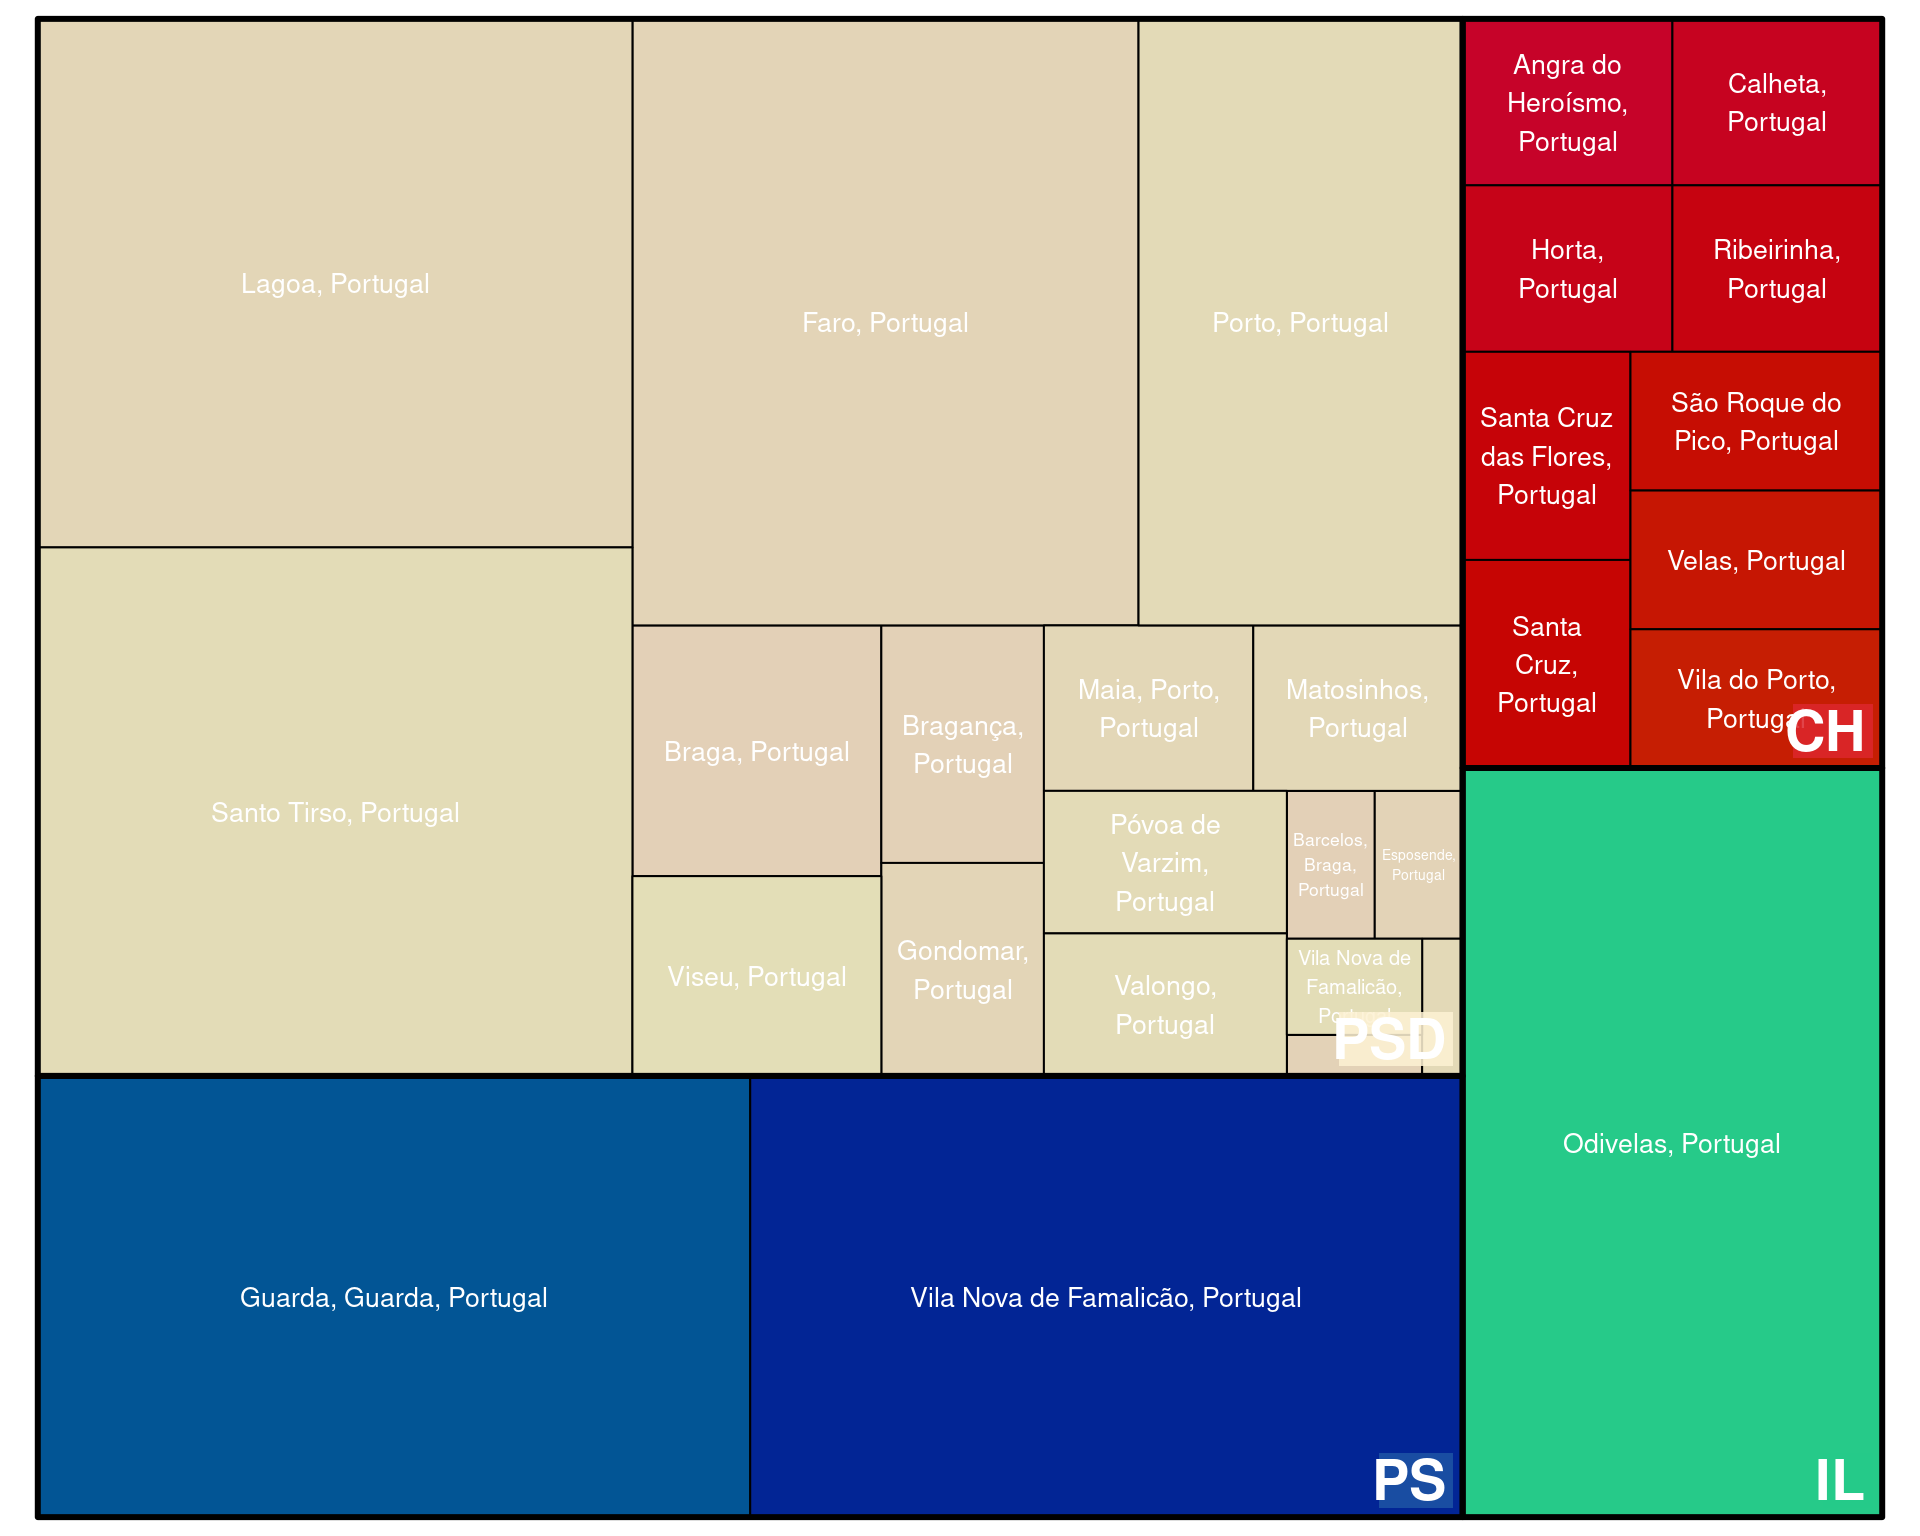 Lagoa, Portugal
Faro, Portugal
Porto, Portugal
Santo Tirso, Portugal
Braga, Portugal
Bragança,
Portugal
Maia, Porto,
Portugal
Matosinhos,
Portugal
Viseu, Portugal
Gondomar,
Portugal
Póvoa de
Varzim,
Portugal
Valongo,
Portugal
Barcelos,
Braga,
Portugal
Esposende,
Portugal
Vila Nova de
Famalicão,
Portugal
PSD
Angra do
Heroísmo,
Portugal
Calheta,
Portugal
Horta,
Portugal
Ribeirinha,
Portugal
Santa Cruz
das Flores,
Portugal
São Roque do
Pico, Portugal
Velas, Portugal
Santa
Cruz,
Portugal
Vila do Porto,
Portugal
CH
Guarda, Guarda, Portugal
Vila Nova de Famalicão, Portugal
PS
Odivelas, Portugal
IL